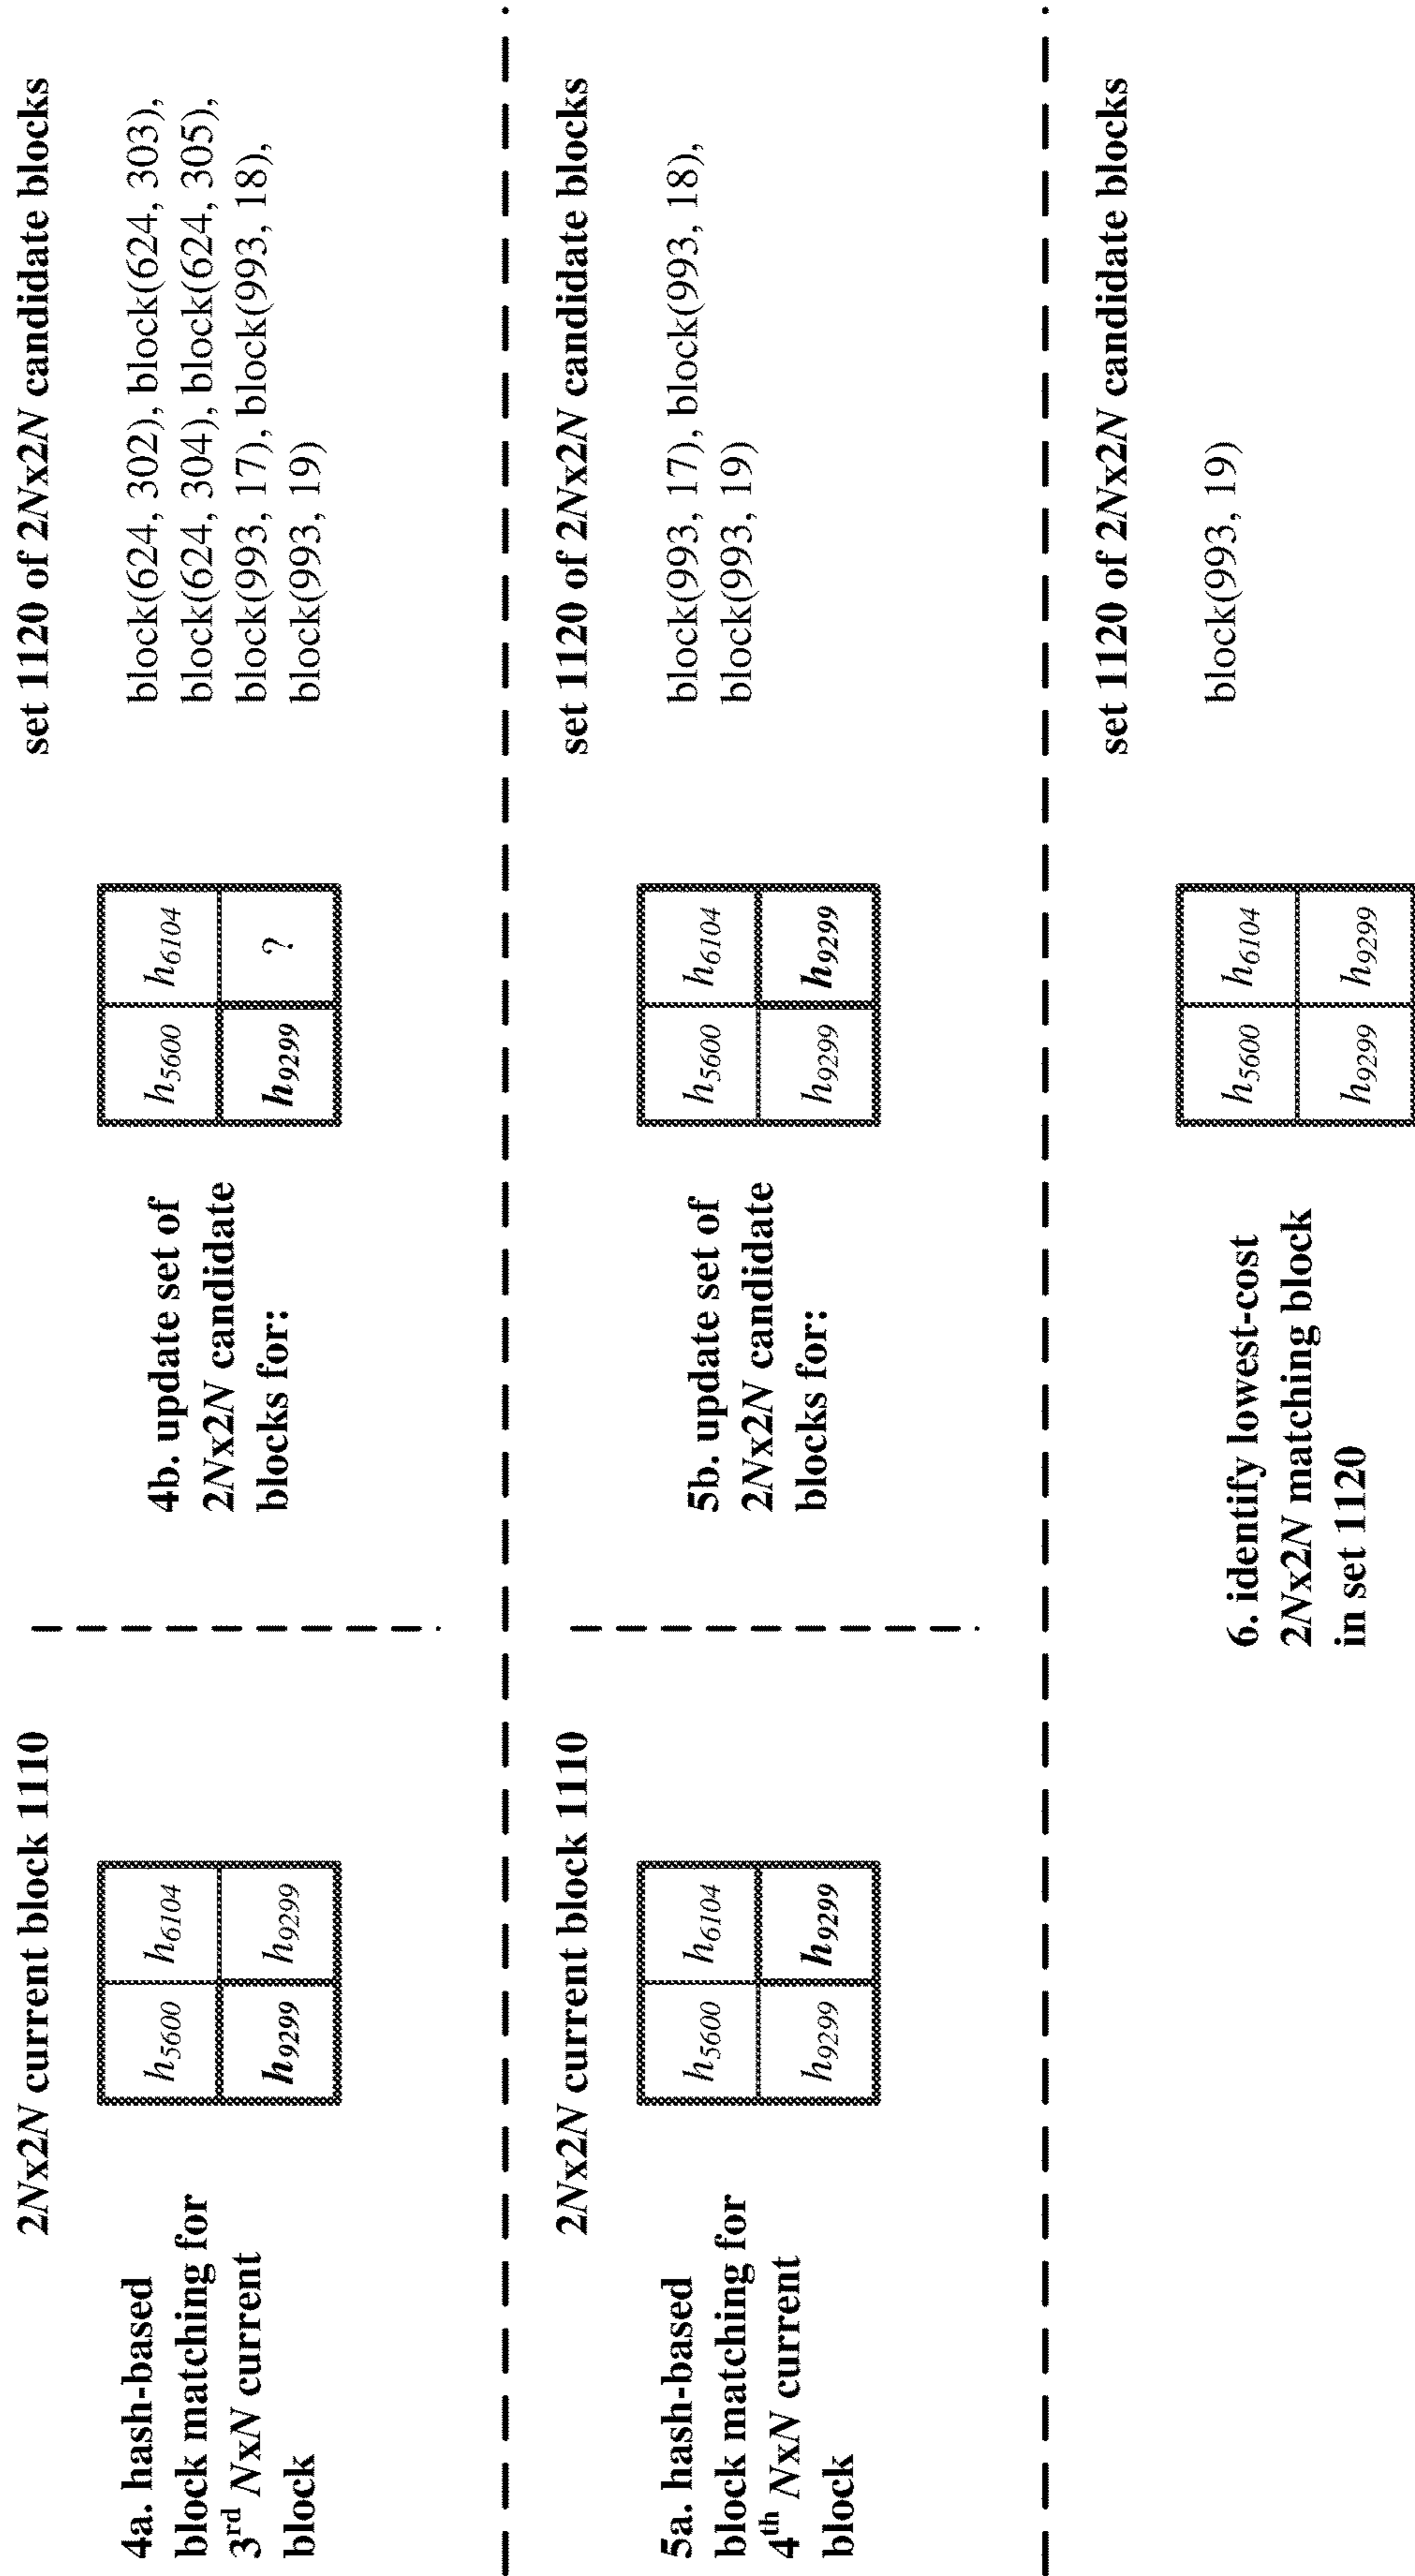 2Nx2N current block 1110
4a. hash-based
block matching for
3rd NxN current
block
h5600 h6104
h9299 h9299
4b. update set of
2Nx2N candidate
blocks for:
h5600 h6104
h9299 ?
set 1120 of 2Nx2N candidate blocks
block(624, 302), block(624, 303),
block(624, 304), block(624, 305),
block(993, 17), block(993, 18),
block(993, 19)
2Nx2N current block 1110
5a. hash-based
block matching for
4th NxN current
block
h5600 h6104
h9299 h9299
5b. update set of
2Nx2N candidate
blocks for:
h5600 h6104
h9299 h9299
set 1120 of 2Nx2N candidate blocks
block(993, 17), block(993, 18),
block(993, 19)
6. identify lowest-cost
2Nx2N matching block
in set 1120
h5600 h6104
h9299 h9299
set 1120 of 2Nx2N candidate blocks
block(993, 19)